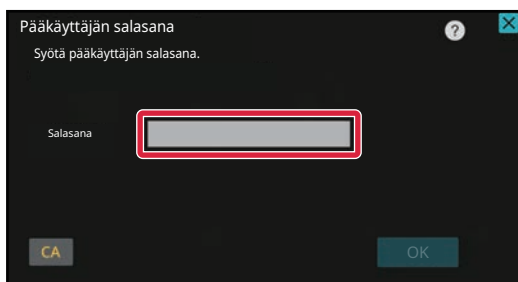 Pääkäyttäjän salasana
?
Syötä pääkäyttäjän salasana.
Salasana
CA
OK